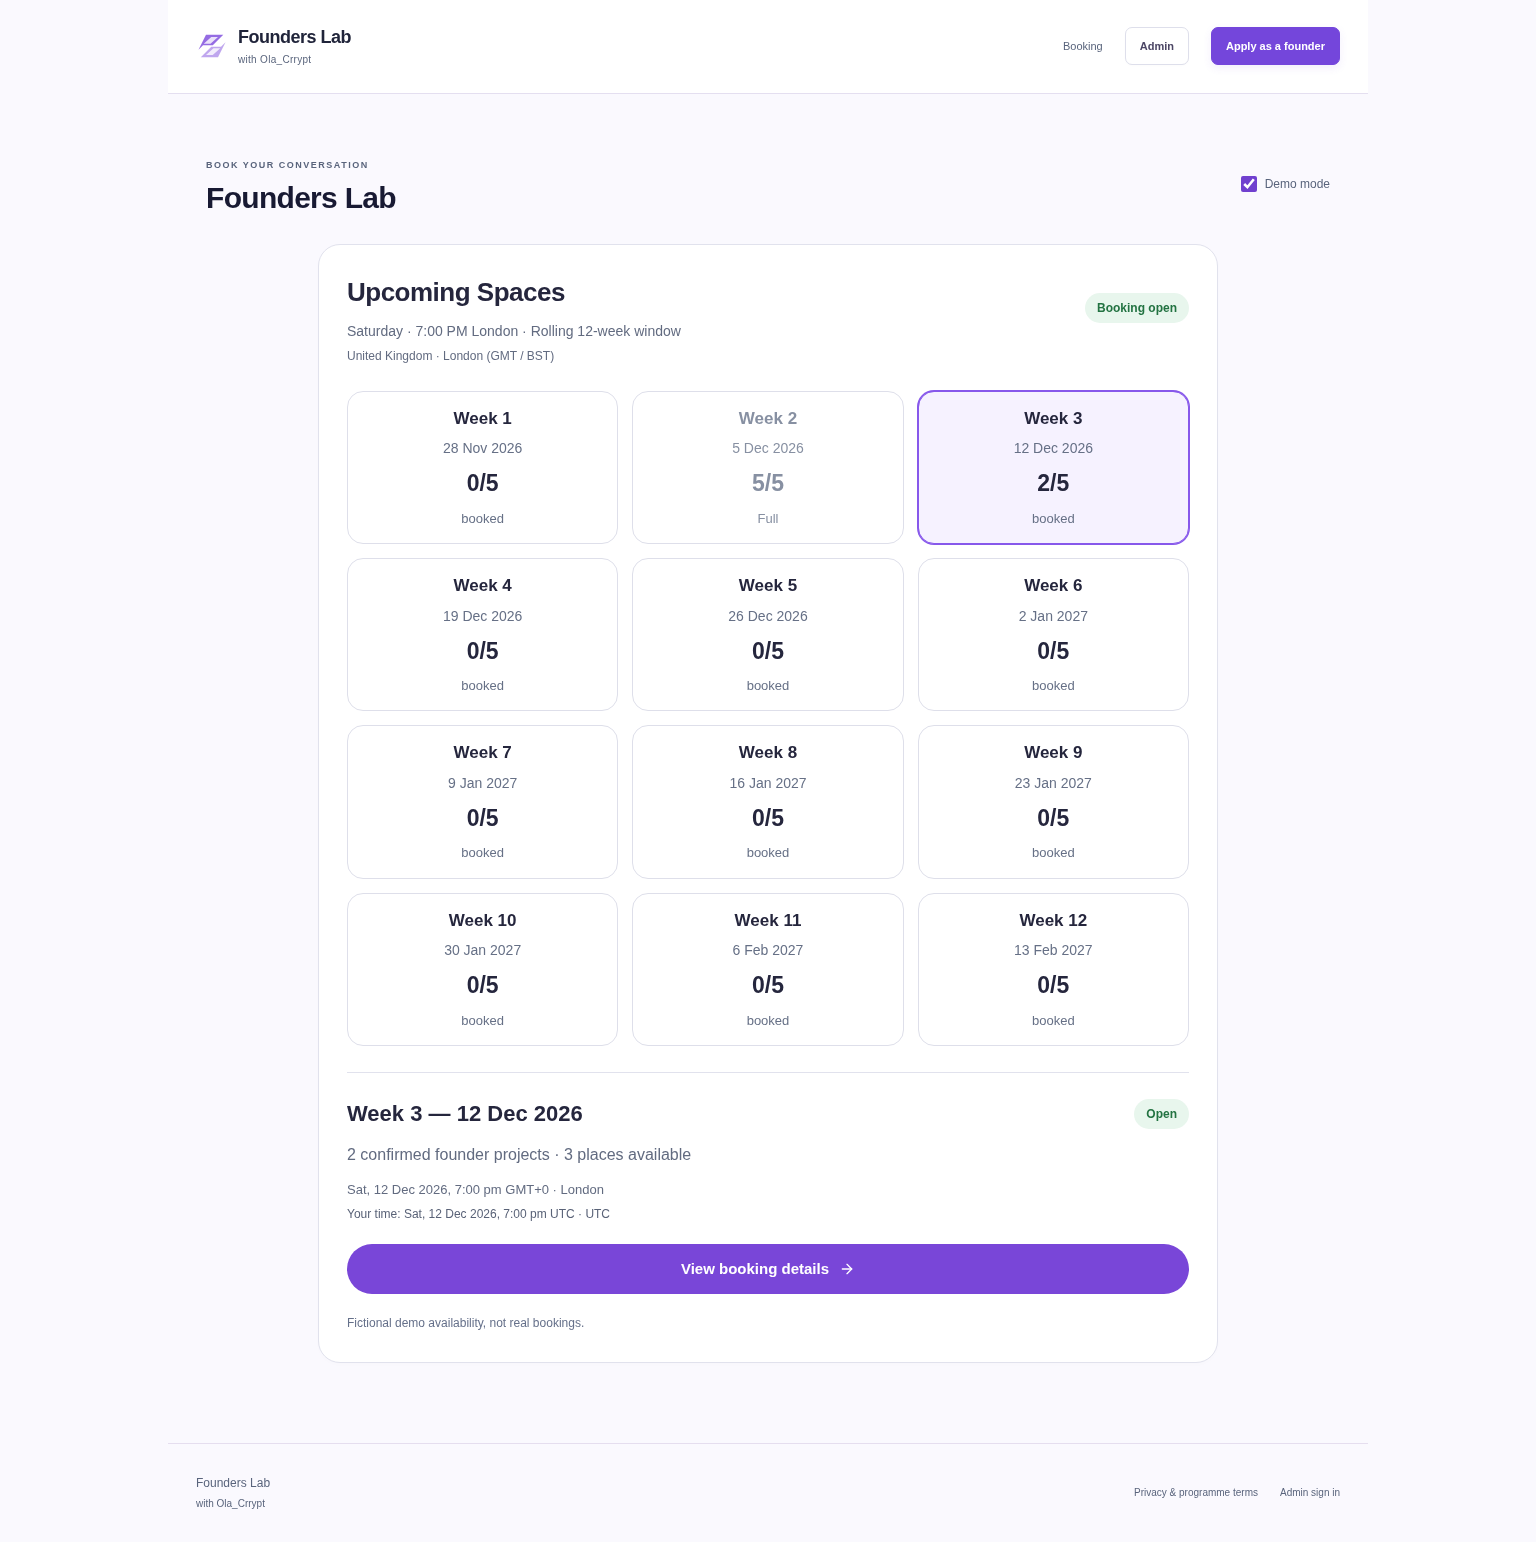 Founders Lab
with Ola_Crrypt
Booking
Admin
Apply as a founder
BOOK YOUR CONVERSATION
Founders Lab
Demo mode
Upcoming Spaces
Saturday · 7:00 PM London · Rolling 12-week window
United Kingdom · London (GMT / BST)
Booking open
Week 1
28 Nov 2026
0/5
booked
Week 2
5 Dec 2026
5/5
Full
Week 3
12 Dec 2026
2/5
booked
Week 4
19 Dec 2026
0/5
booked
Week 5
26 Dec 2026
0/5
booked
Week 6
2 Jan 2027
0/5
booked
Week 7
9 Jan 2027
0/5
booked
Week 8
16 Jan 2027
0/5
booked
Week 9
23 Jan 2027
0/5
booked
Week 10
30 Jan 2027
0/5
booked
Week 11
6 Feb 2027
0/5
booked
Week 12
13 Feb 2027
0/5
booked
Week 3 — 12 Dec 2026
Open
2 confirmed founder projects · 3 places available
Sat, 12 Dec 2026, 7:00 pm GMT+0 · London
Your time: Sat, 12 Dec 2026, 7:00 pm UTC · UTC
View booking details →
Fictional demo availability, not real bookings.
Founders Lab
with Ola_Crrypt
Privacy & programme terms
Admin sign in